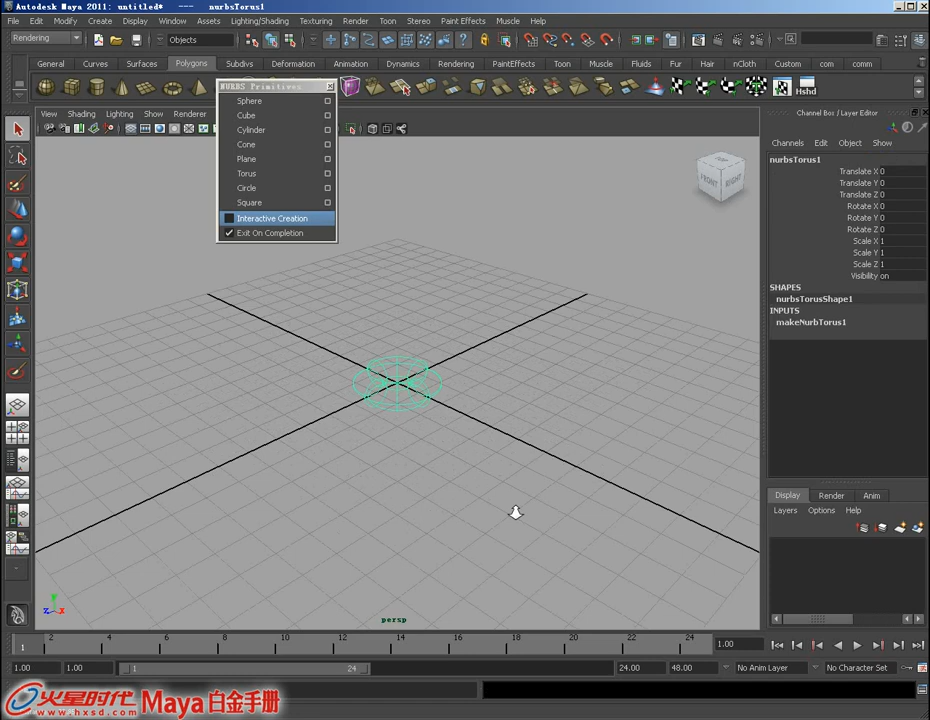 Autodesk Maya 2011: untitled* --- nurbsTorus1
File Edit Modify Create Display Window Assets Lighting/Shading Texturing Render Toon Stereo Paint Effects Muscle Help
Rendering Objects
General Curves Surfaces Polygons Subdivs Deformation Animation Dynamics Rendering PaintEffects Toon Muscle Fluids Fur Hair nCloth Custom com comm
Hshd
View Shading Lighting Show Renderer
NURBS Primitives
Sphere
Cube
Cylinder
Cone
Plane
Torus
Circle
Square
Interactive Creation
Exit On Completion
FRONT RIGHT
persp
Y
Z X
Channel Box / Layer Editor
Channels Edit Object Show
nurbsTorus1
Translate X 0
Translate Y 0
Translate Z 0
Rotate X 0
Rotate Y 0
Rotate Z 0
Scale X 1
Scale Y 1
Scale Z 1
Visibility on
SHAPES
nurbsTorusShape1
INPUTS
makeNurbTorus1
Display Render Anim
Layers Options Help
1 2 4 6 8 10 12 14 16 18 20 22 24 1.00
1.00 1.00 1 24 24.00 48.00 No Anim Layer No Character Set
火星时代 Maya 白金手册
www.hxsd.com